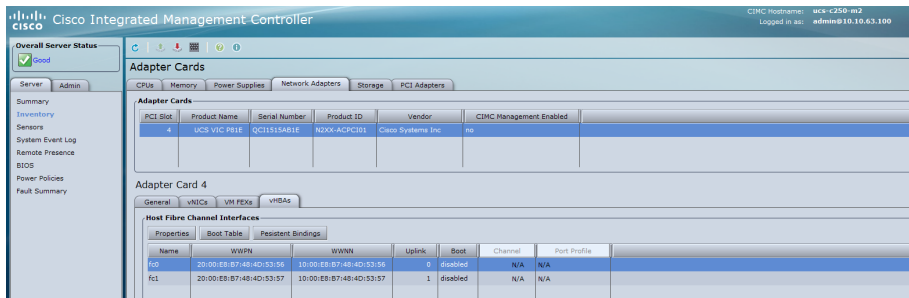 CIMC Hostname: ucs-c250-m2
cisco Cisco Integrated Management Controller
Logged in as: admin@10.10.63.100
Overall Server Status
Good
Server Admin
Summary
Inventory
Sensors
System Event Log
Remote Presence
BIOS
Power Policies
Fault Summary
Adapter Cards
CPUs Memory Power Supplies Network Adapters Storage PCI Adapters
Adapter Cards
PCI Slot Product Name Serial Number Product ID Vendor CIMC Management Enabled
4 UCS VIC P81E QCI1515AB1E N2XX-ACPCI01 Cisco Systems Inc no
Adapter Card 4
General vNICs VM FEXs vHBAs
Host Fibre Channel Interfaces
Properties Boot Table Pesistent Bindings
Name WWPN WWNN Uplink Boot Channel Port Profile
fc0 20:00:E8:B7:48:4D:53:56 10:00:E8:B7:48:4D:53:56 0 disabled N/A N/A
fc1 20:00:E8:B7:48:4D:53:57 10:00:E8:B7:48:4D:53:57 1 disabled N/A N/A